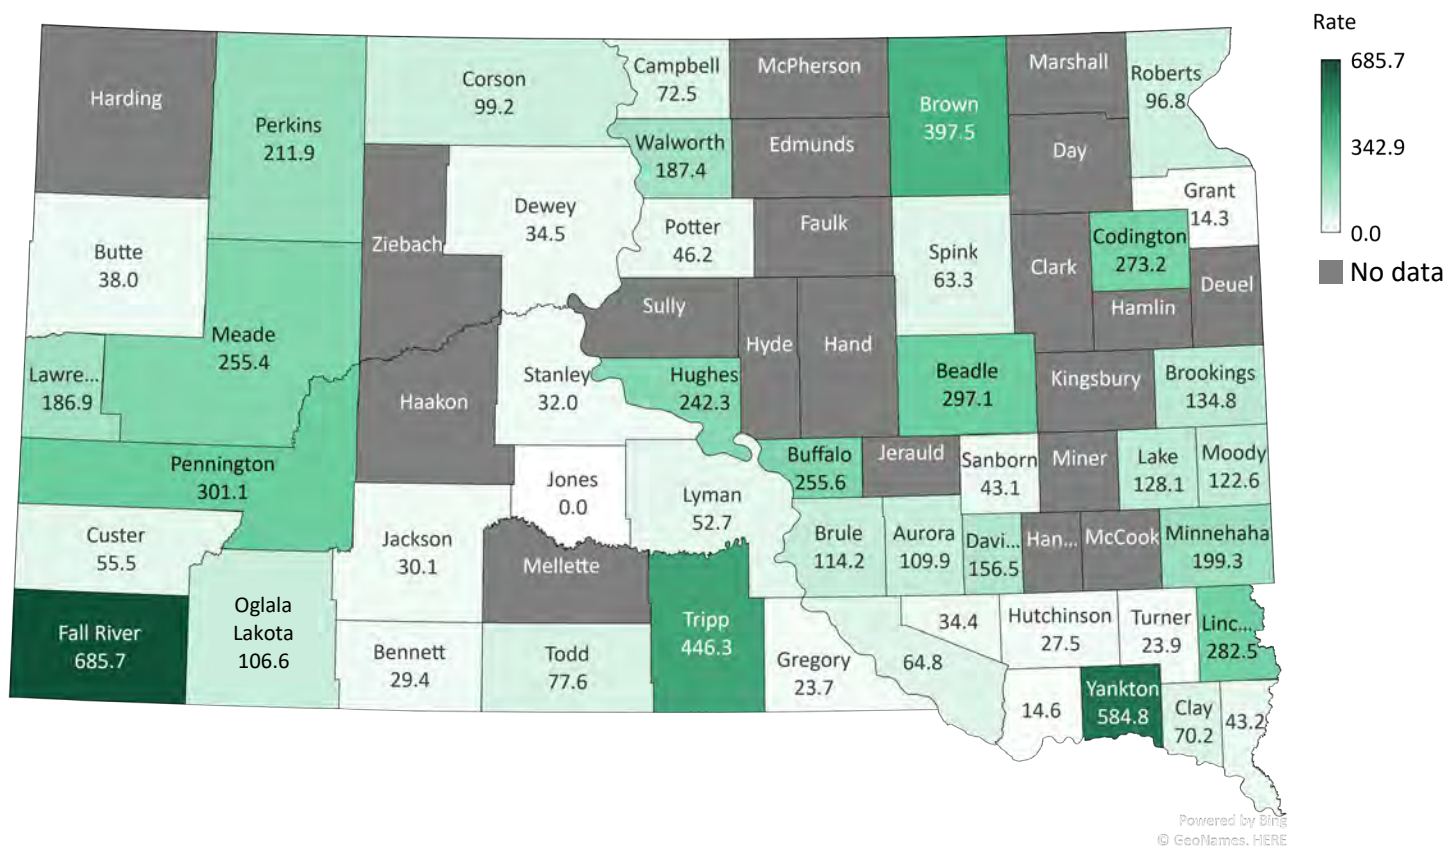 Rate
685.7
342.9
0.0
No data
Harding
Perkins
211.9
Corson
99.2
Campbell
72.5
McPherson
Brown
397.5
Marshall
Roberts
96.8
Walworth
187.4
Edmunds
Day
Grant
14.3
Butte
38.0
Ziebach
Dewey
34.5
Potter
46.2
Faulk
Spink
63.3
Clark
Codington
273.2
Deuel
Hamlin
Meade
255.4
Sully
Hyde
Hand
Lawre...
186.9
Haakon
Stanley
32.0
Hughes
242.3
Beadle
297.1
Kingsbury
Brookings
134.8
Pennington
301.1
Jones
0.0
Lyman
52.7
Buffalo
255.6
Jerauld
Sanborn
43.1
Miner
Lake
128.1
Moody
122.6
Custer
55.5
Jackson
30.1
Mellette
Brule
114.2
Aurora
109.9
Davi...
156.5
Han...
McCook
Minnehaha
199.3
Fall River
685.7
Oglala
Lakota
106.6
Bennett
29.4
Todd
77.6
Tripp
446.3
Gregory
23.7
64.8
34.4
Hutchinson
27.5
Turner
23.9
Linc...
282.5
14.6
Yankton
584.8
Clay
70.2
43.2
Powered by Bing
© GeoNames, HERE